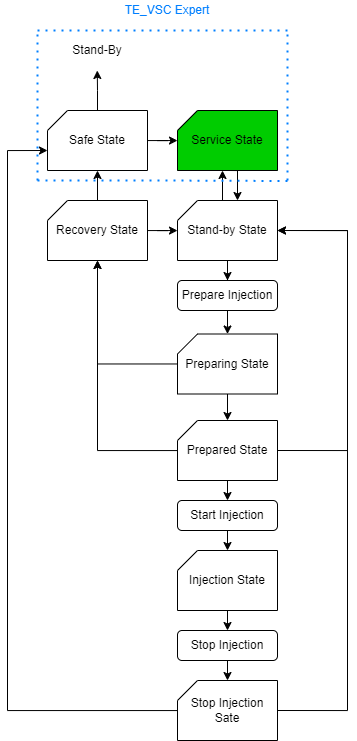 TE_VSC Expert
Stand-By
Safe State
Service State
Recovery State
Stand-by State
Prepare Injection
Preparing State
Prepared State
Start Injection
Injection State
Stop Injection
Stop Injection
Sate